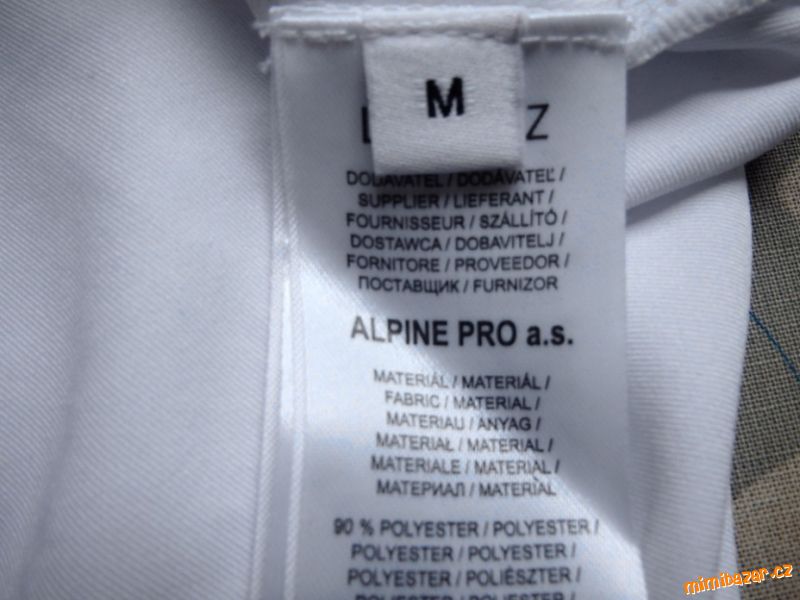 M
Z
DODAVATEL / DODÁVATEĽ /
SUPPLIER / LIEFERANT /
FOURNISSEUR / SZÁLLÍTÓ /
DOSTAWCA / DOBAVITELJ /
FORNITORE / PROVEEDOR /
ПОСТАВЩИК / FURNIZOR
ALPINE PRO a.s.
MATERIÁL / MATERIÁL /
FABRIC / MATERIAL /
MATERIAU / ANYAG /
MATERIAŁ / MATERIAL /
MATERIALE / MATERIAL /
МАТЕРИАЛ / MATERIAL
90 % POLYESTER / POLYESTER /
POLYESTER / POLYESTER /
POLYESTER / POLIÉSZTER /
mimibazar.cz